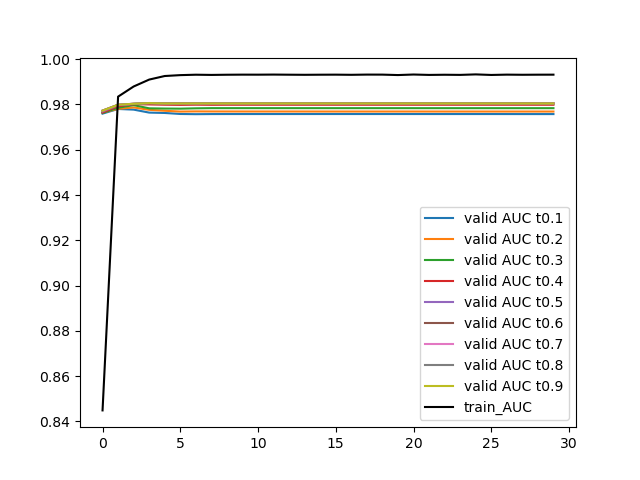 1.00
0.98
0.96
0.94
0.92
0.90
0.88
0.86
0.84
0
5
10
15
20
25
30
valid AUC t0.1
valid AUC t0.2
valid AUC t0.3
valid AUC t0.4
valid AUC t0.5
valid AUC t0.6
valid AUC t0.7
valid AUC t0.8
valid AUC t0.9
train_AUC